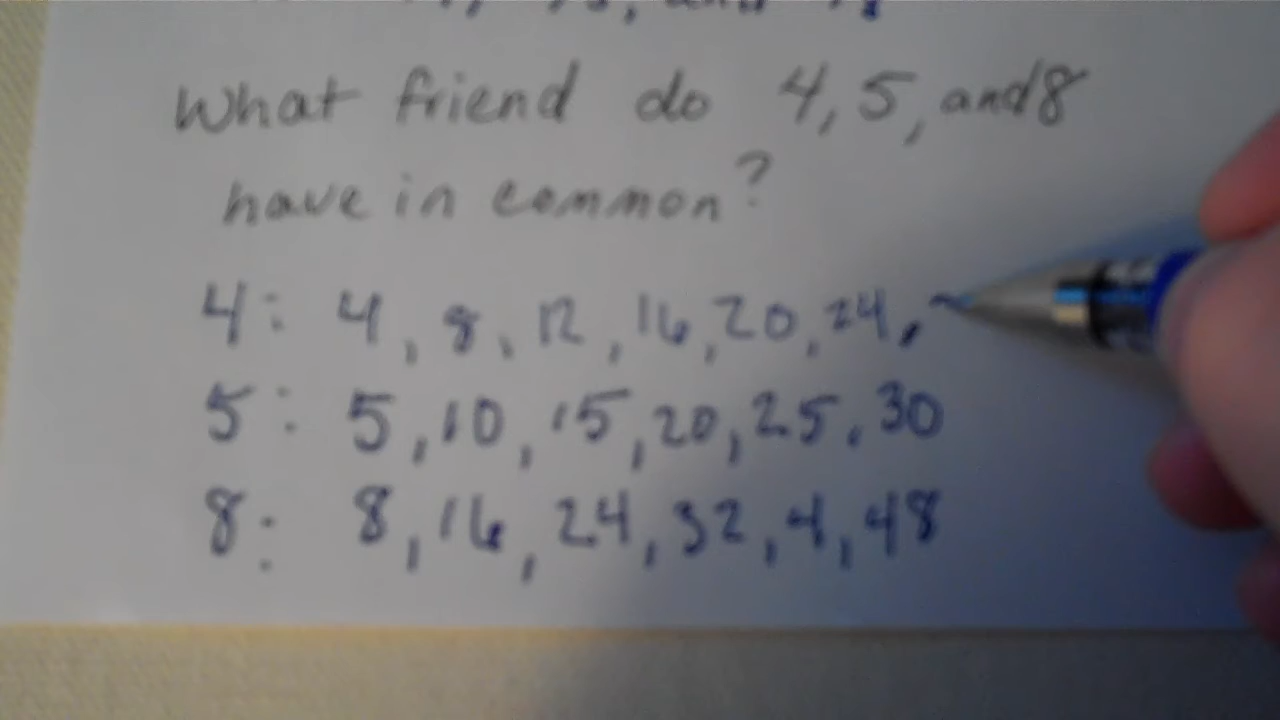 What friend do 4, 5, and 8
have in common?
4: 4, 8, 12, 16, 20, 24,
5: 5, 10, 15, 20, 25, 30
8: 8, 16, 24, 32, 4, 48